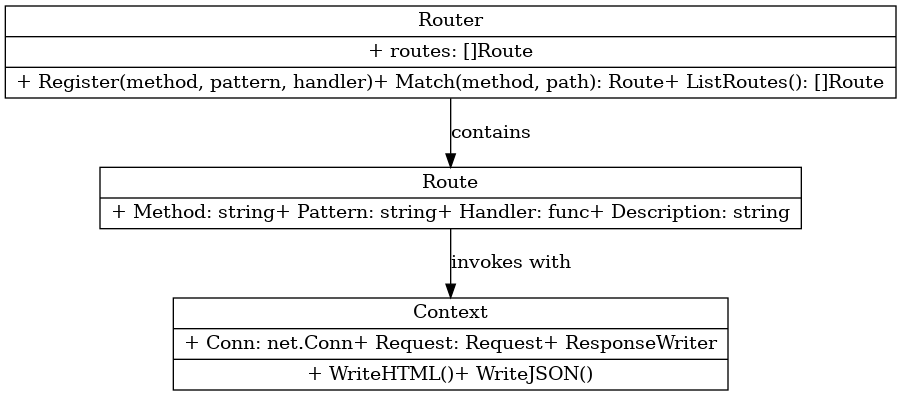 Router
+ routes: []Route
+ Register(method, pattern, handler)+ Match(method, path): Route+ ListRoutes(): []Route
contains
Route
+ Method: string+ Pattern: string+ Handler: func+ Description: string
invokes with
Context
+ Conn: net.Conn+ Request: Request+ ResponseWriter
+ WriteHTML()+ WriteJSON()